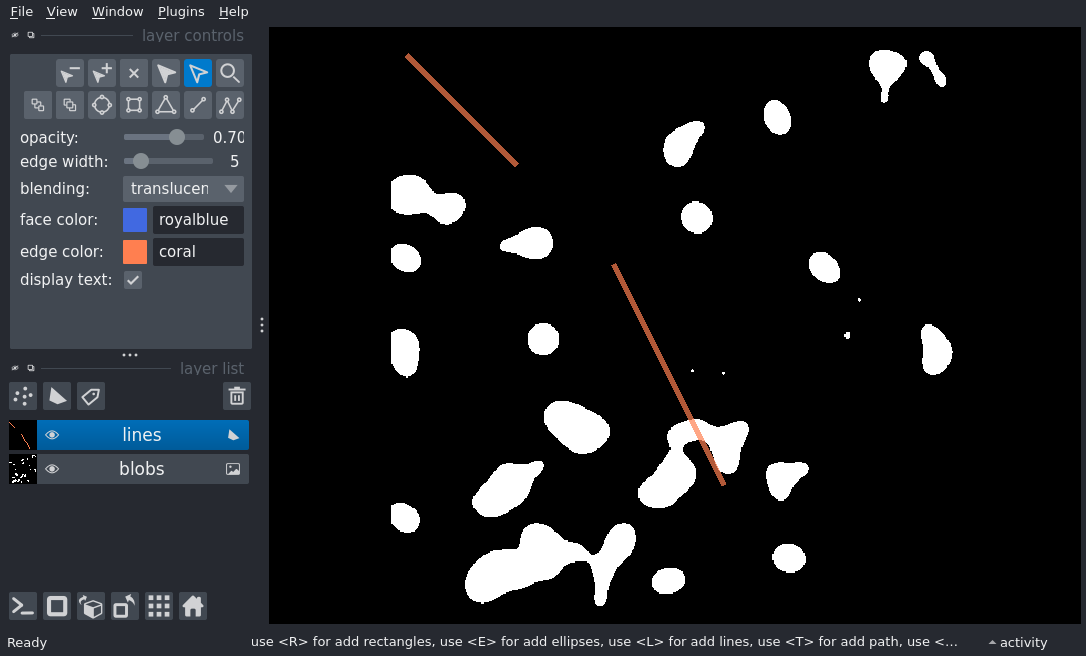 File View Window Plugins Help
layer controls
opacity: 0.70
edge width: 5
blending: translucen
face color: royalblue
edge color: coral
display text:
layer list
lines
blobs
Ready use <R> for add rectangles, use <E> for add ellipses, use <L> for add lines, use <T> for add path, use <... activity